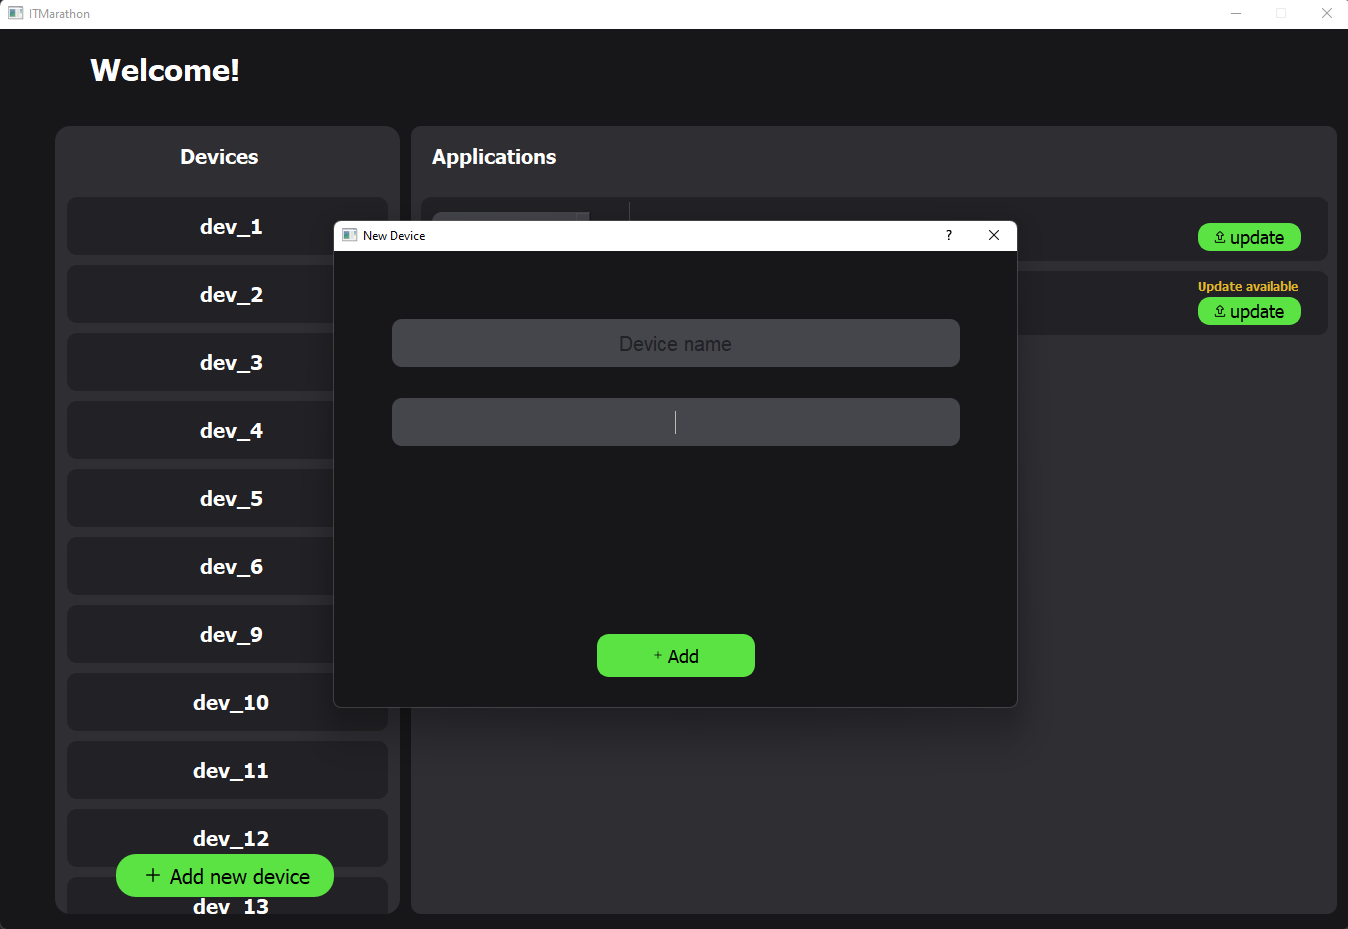 ITMarathon
Welcome!
Devices
dev_1
dev_2
dev_3
dev_4
dev_5
dev_6
dev_9
dev_10
dev_11
dev_12
+ Add new device
dev_13
Applications
update
Update available
update
New Device
?
Device name
+ Add